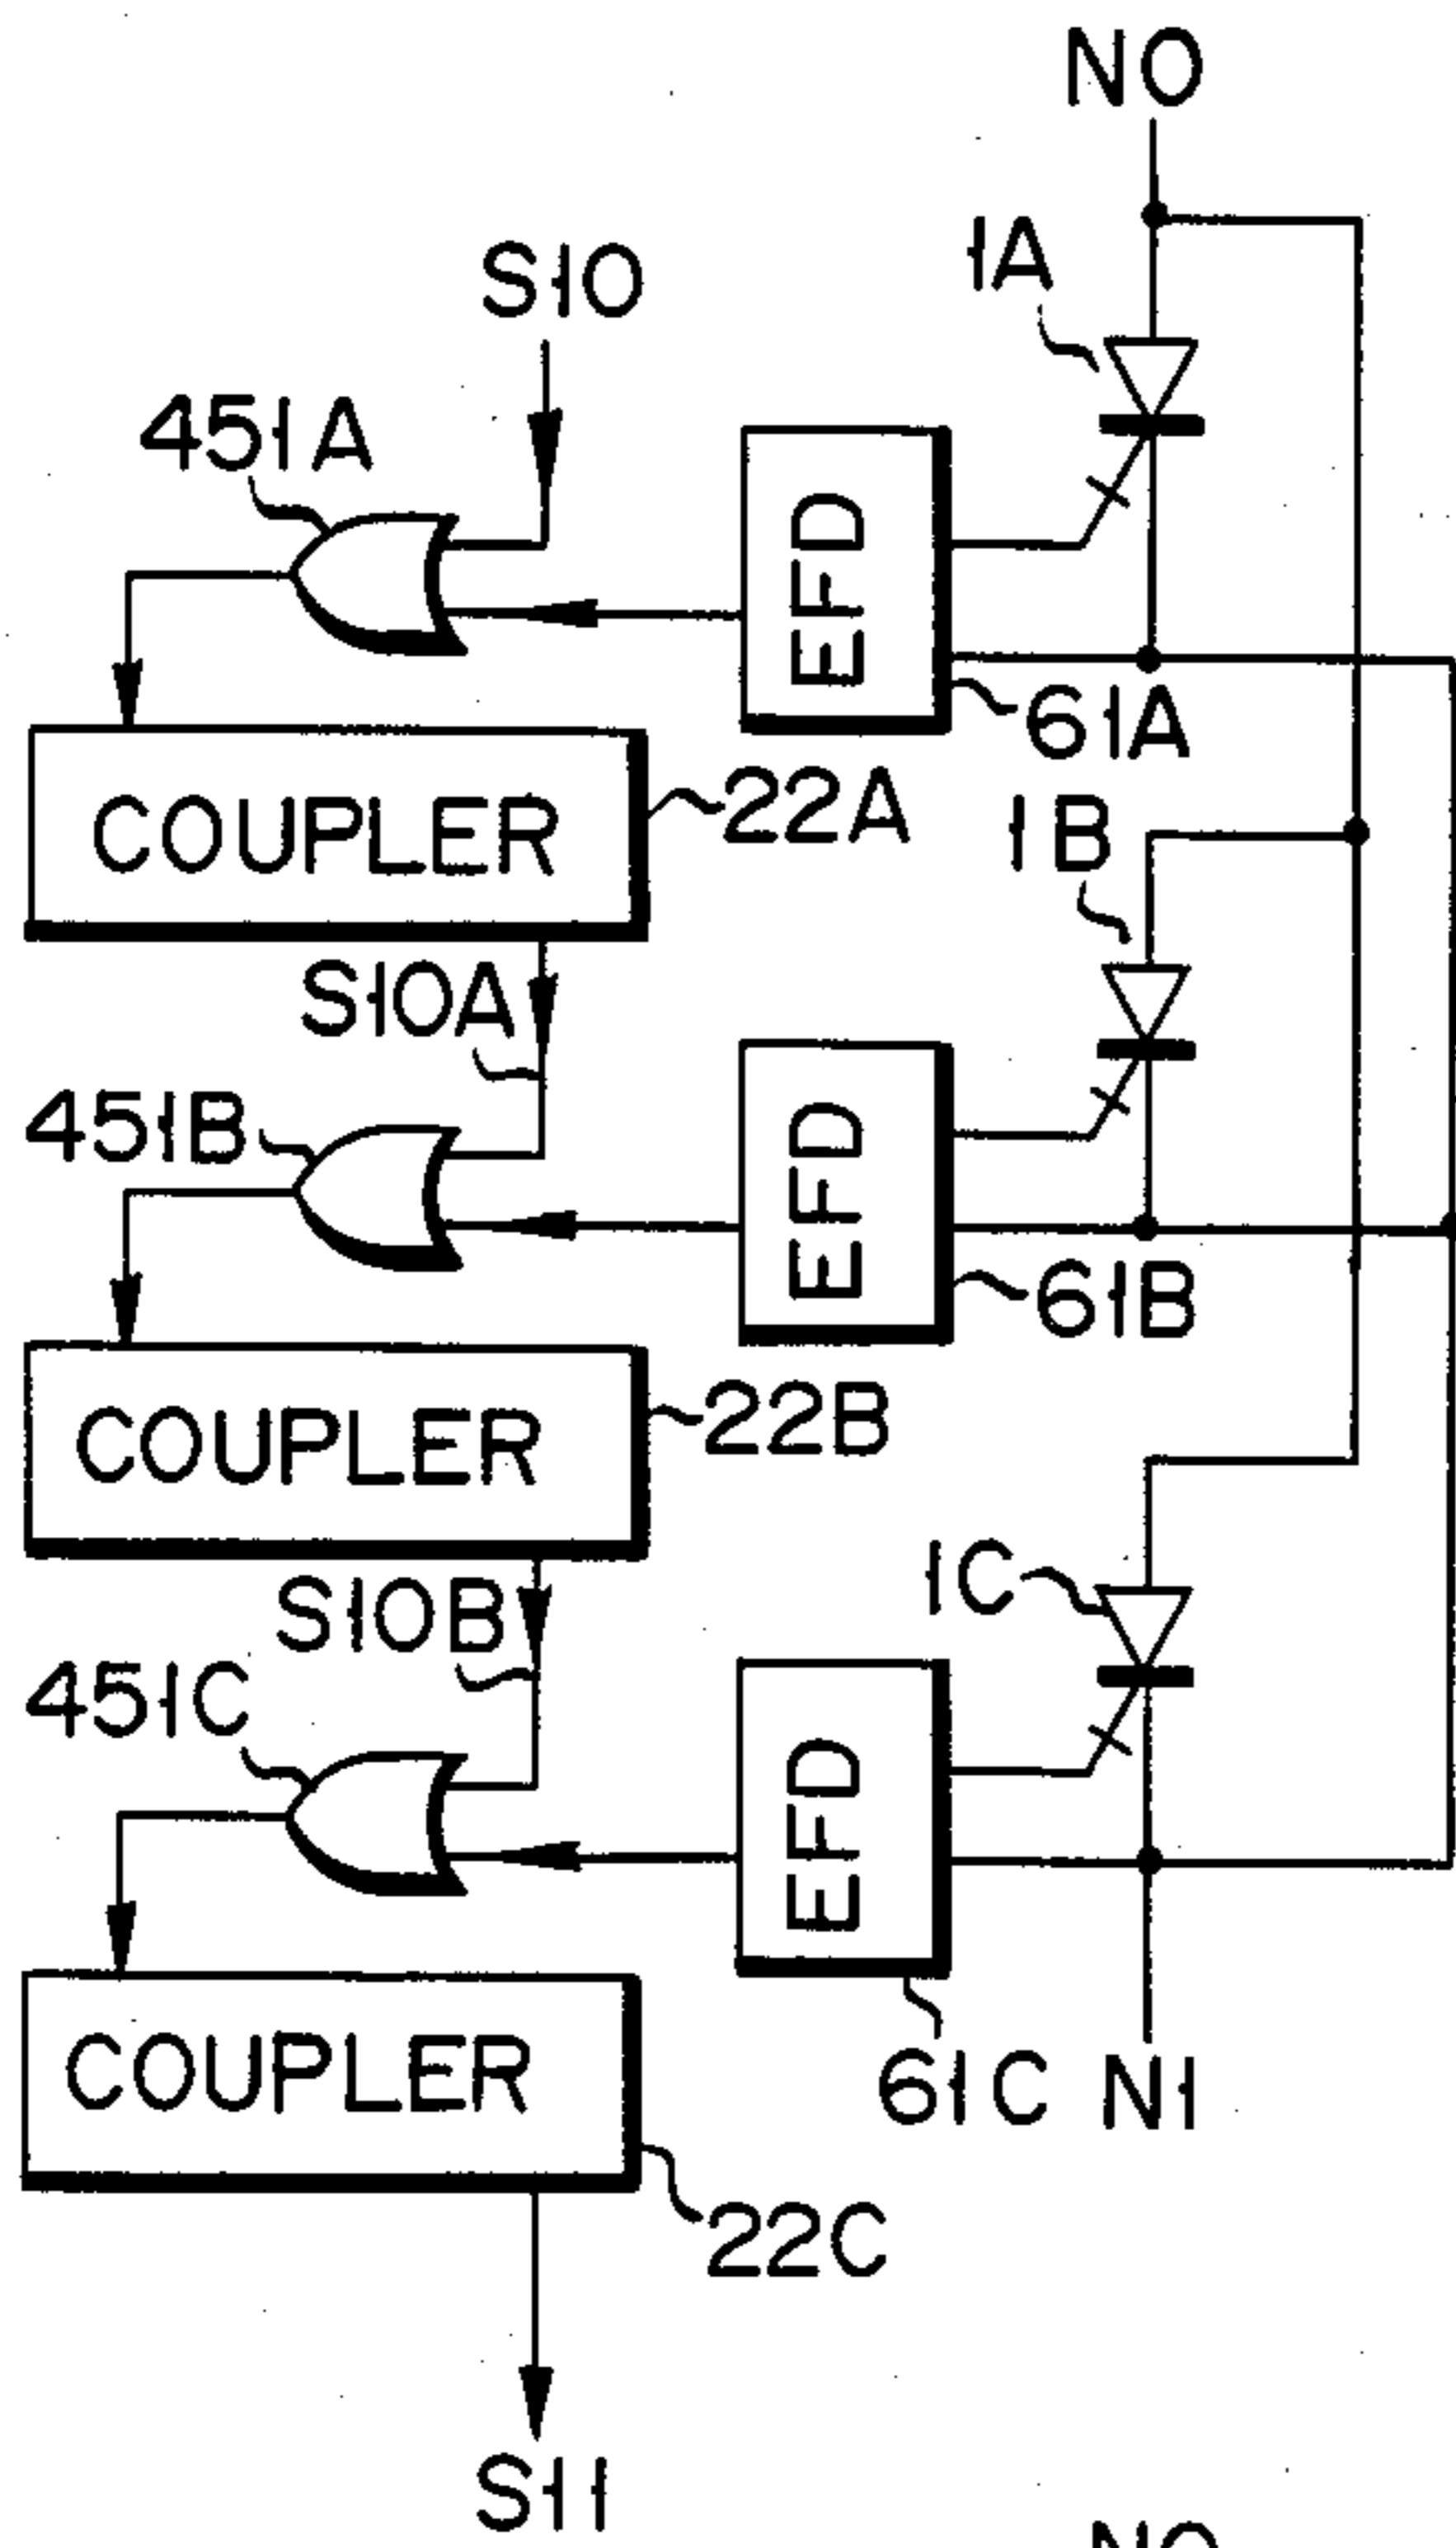 NO
1A
S10
451A
EFD
61A
COUPLER
22A
1B
S10A
451B
EFD
61B
COUPLER
22B
1C
S10B
451C
EFD
61C
N1
COUPLER
22C
S11